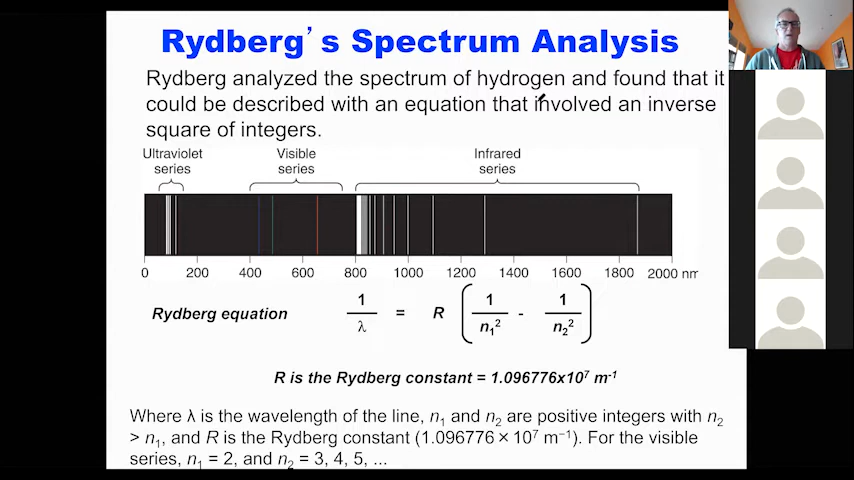 Rydberg's Spectrum Analysis
Rydberg analyzed the spectrum of hydrogen and found that it
could be described with an equation that involved an inverse
square of integers.
Ultraviolet series Visible series Infrared series
0 200 400 600 800 1000 1200 1400 1600 1800 2000 nm
Rydberg equation 1/λ = R (1/n₁² - 1/n₂²)
R is the Rydberg constant = 1.096776x10⁷ m⁻¹
Where λ is the wavelength of the line, n₁ and n₂ are positive integers with n₂
> n₁, and R is the Rydberg constant (1.096776 × 10⁷ m⁻¹). For the visible
series, n₁ = 2, and n₂ = 3, 4, 5, ...